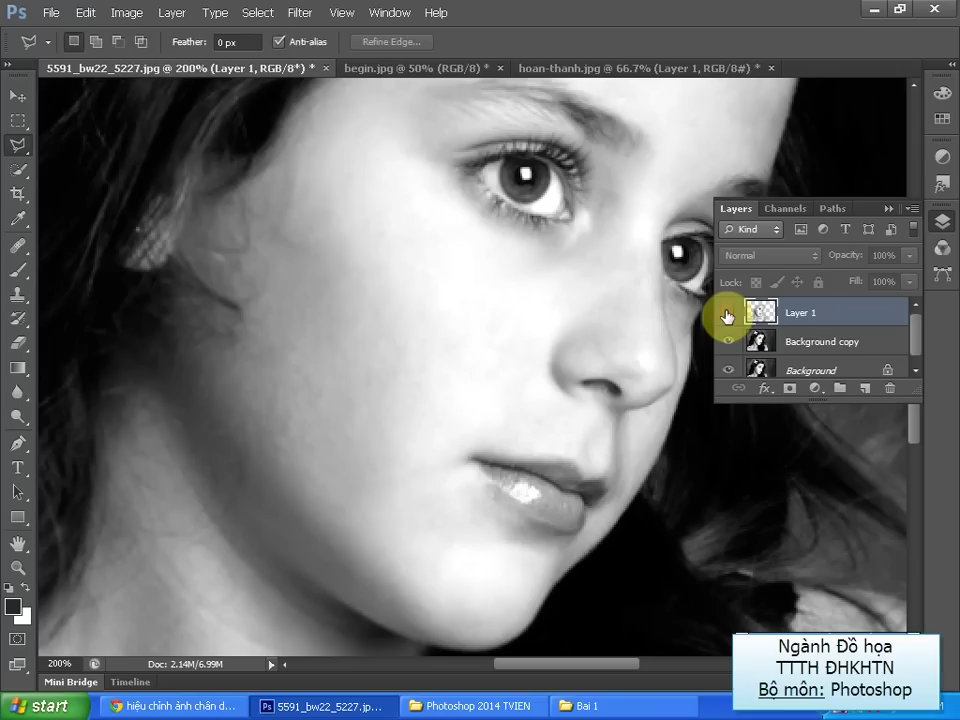 Ps File Edit Image Layer Type Select Filter View Window Help
Feather: 0 px Anti-alias Refine Edge...
5591_bw22_5227.jpg @ 200% (Layer 1, RGB/8*) * × begin.jpg @ 50% (RGB/8) * × hoan-thanh.jpg @ 66.7% (Layer 1, RGB/8#) * ×
Layers Channels Paths
Kind
Normal Opacity: 100%
Lock: Fill: 100%
Layer 1
Background copy
Background
fx
200% Doc: 2.14M/6.99M
Mini Bridge Timeline
Ngành Đồ họa
TTTH ĐHKHTN
Bộ môn: Photoshop
start hiệu chỉnh ảnh chân d... Ps 5591_bw22_5227.jp... Photoshop 2014 TVIEN Bai 1